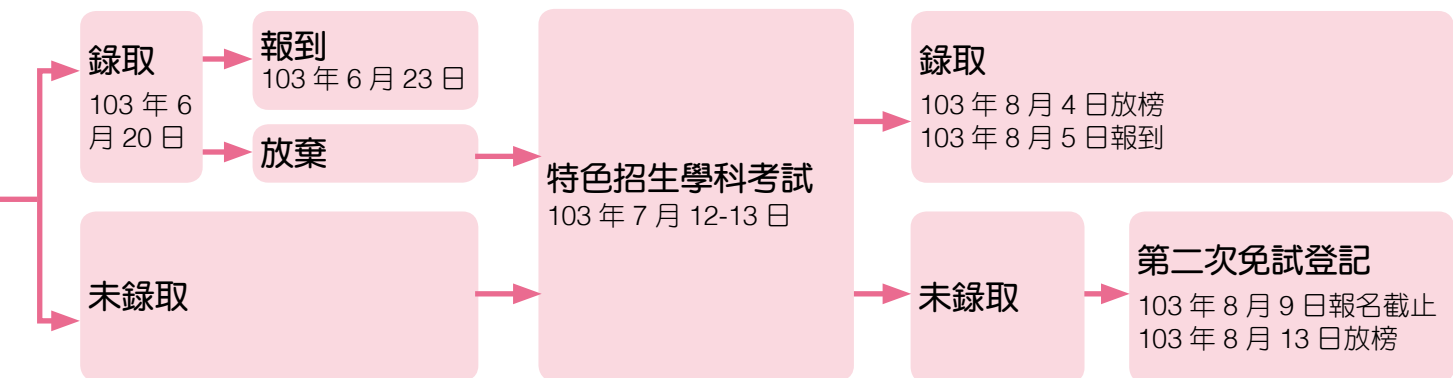 錄取
103 年 6
月 20 日
報到
103 年 6 月 23 日
放棄
未錄取
特色招生學科考試
103 年 7 月 12-13 日
錄取
103 年 8 月 4 日放榜
103 年 8 月 5 日報到
未錄取
第二次免試登記
103 年 8 月 9 日報名截止
103 年 8 月 13 日放榜